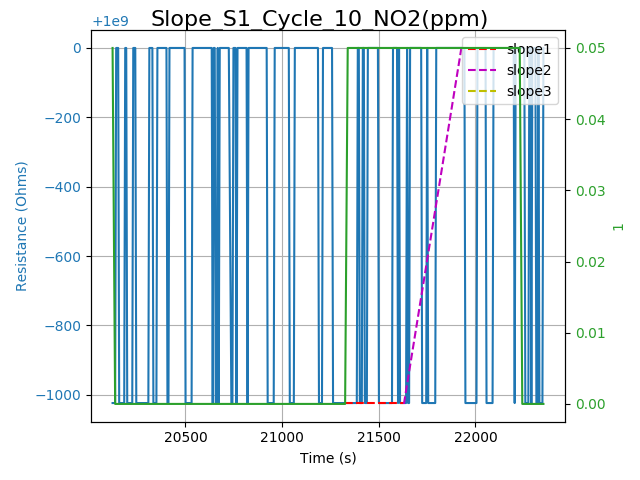 Slope_S1_Cycle_10_NO2(ppm)
+1e9
slope1
slope2
slope3
0
−200
−400
−600
−800
−1000
Resistance (Ohms)
0.05
0.04
0.03
0.02
0.01
0.00
1
20500
21000
21500
22000
Time (s)